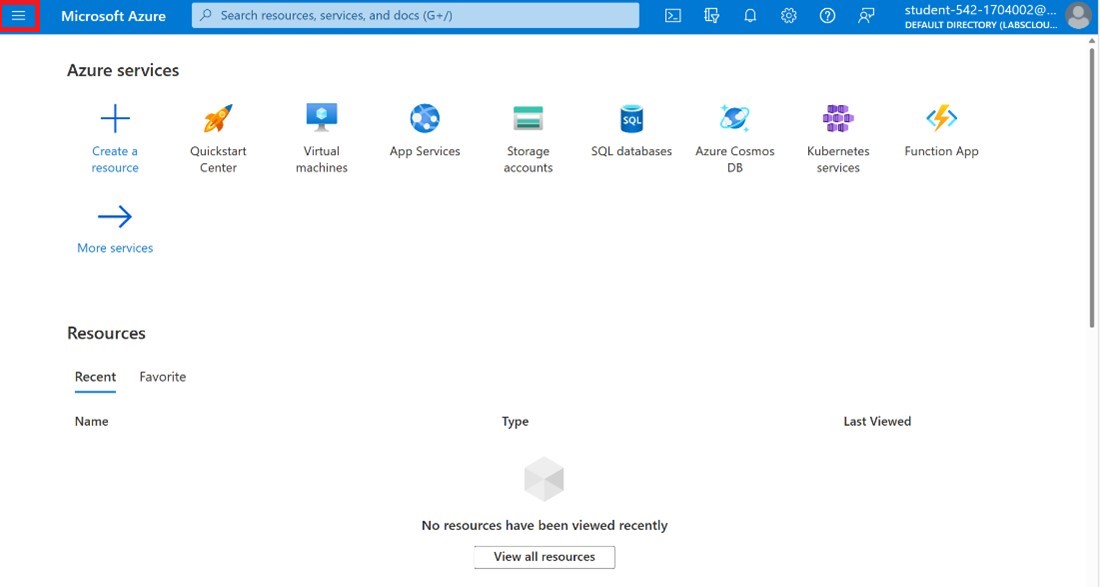 Microsoft Azure
Search resources, services, and docs (G+/)
student-542-1704002@...
DEFAULT DIRECTORY (LABSCLOU...
Azure services
Create a
resource
Quickstart
Center
Virtual
machines
App Services
Storage
accounts
SQL
SQL databases
Azure Cosmos
DB
Kubernetes
services
Function App
More services
Resources
Recent
Favorite
Name
Type
Last Viewed
No resources have been viewed recently
View all resources